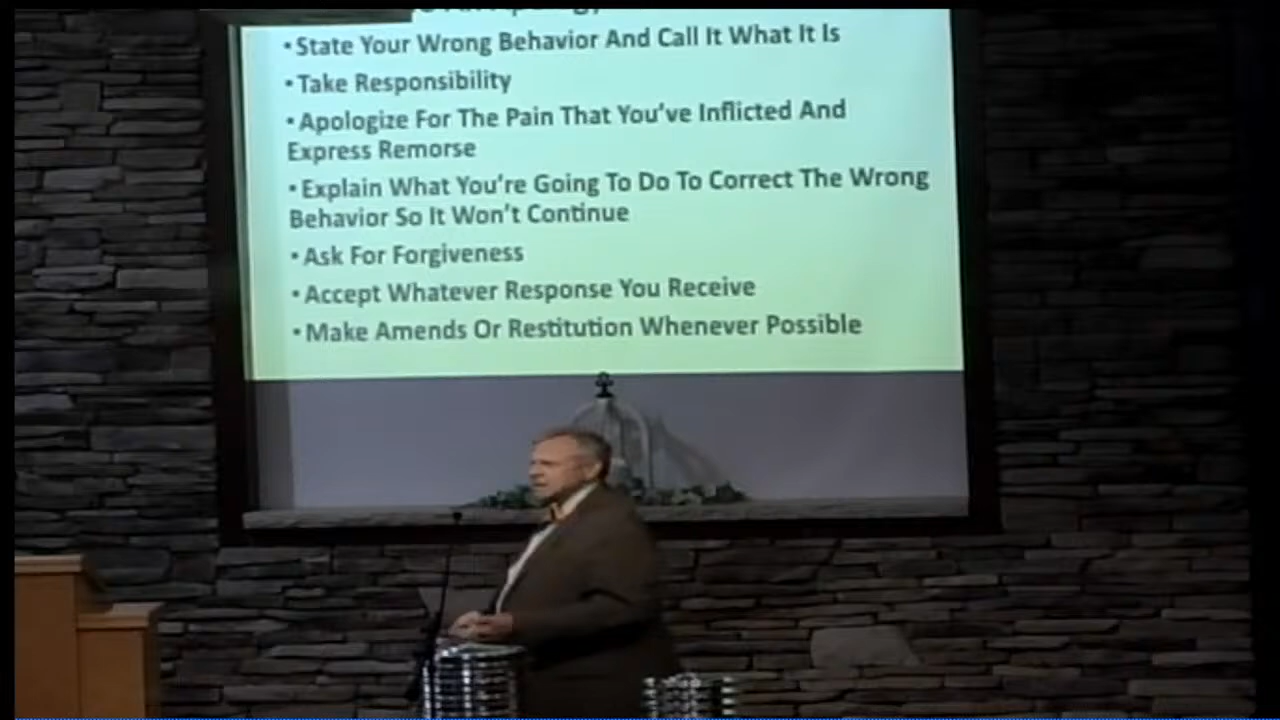 • State Your Wrong Behavior And Call It What It Is
• Take Responsibility
• Apologize For The Pain That You've Inflicted And
Express Remorse
• Explain What You're Going To Do To Correct The Wrong
Behavior So It Won't Continue
• Ask For Forgiveness
• Accept Whatever Response You Receive
• Make Amends Or Restitution Whenever Possible